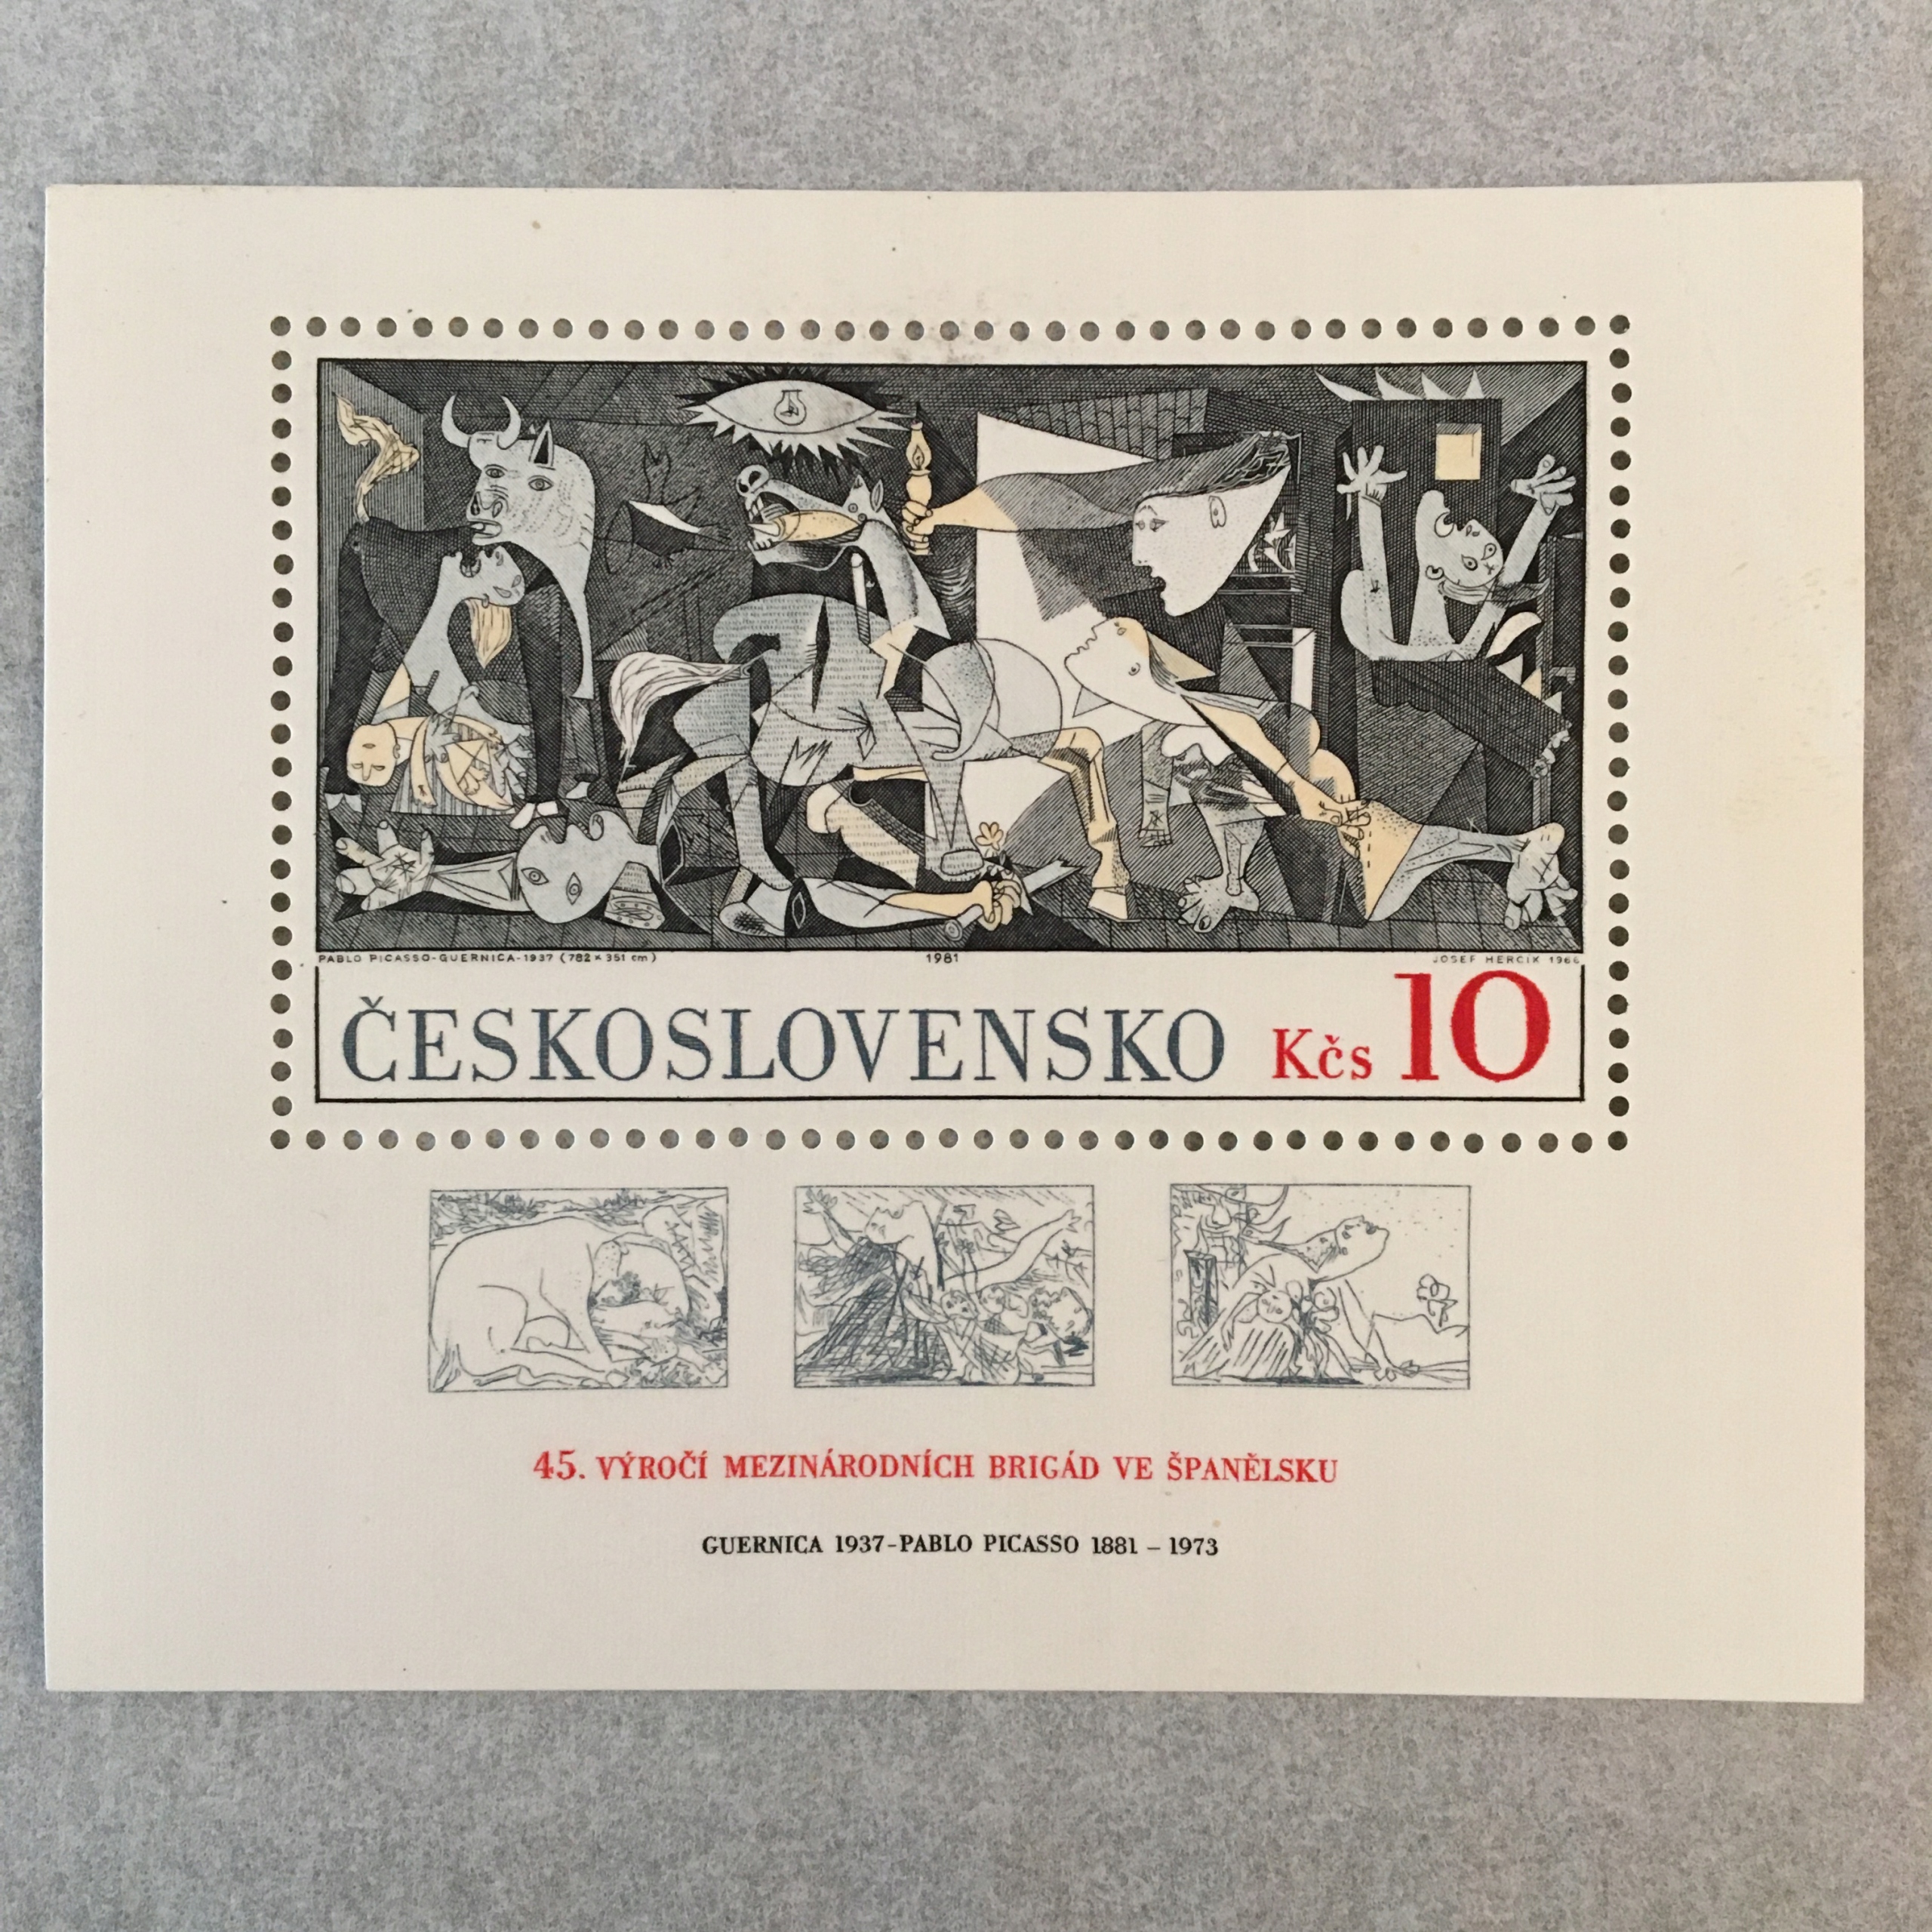 PABLO PICASSO-GUERNICA-1937 (782 × 351 cm) 1981 JOSEF HERCÍK 1966
ČESKOSLOVENSKO Kčs 10
45. VÝROČÍ MEZINÁRODNÍCH BRIGÁD VE ŠPANĚLSKU
GUERNICA 1937-PABLO PICASSO 1881 – 1973